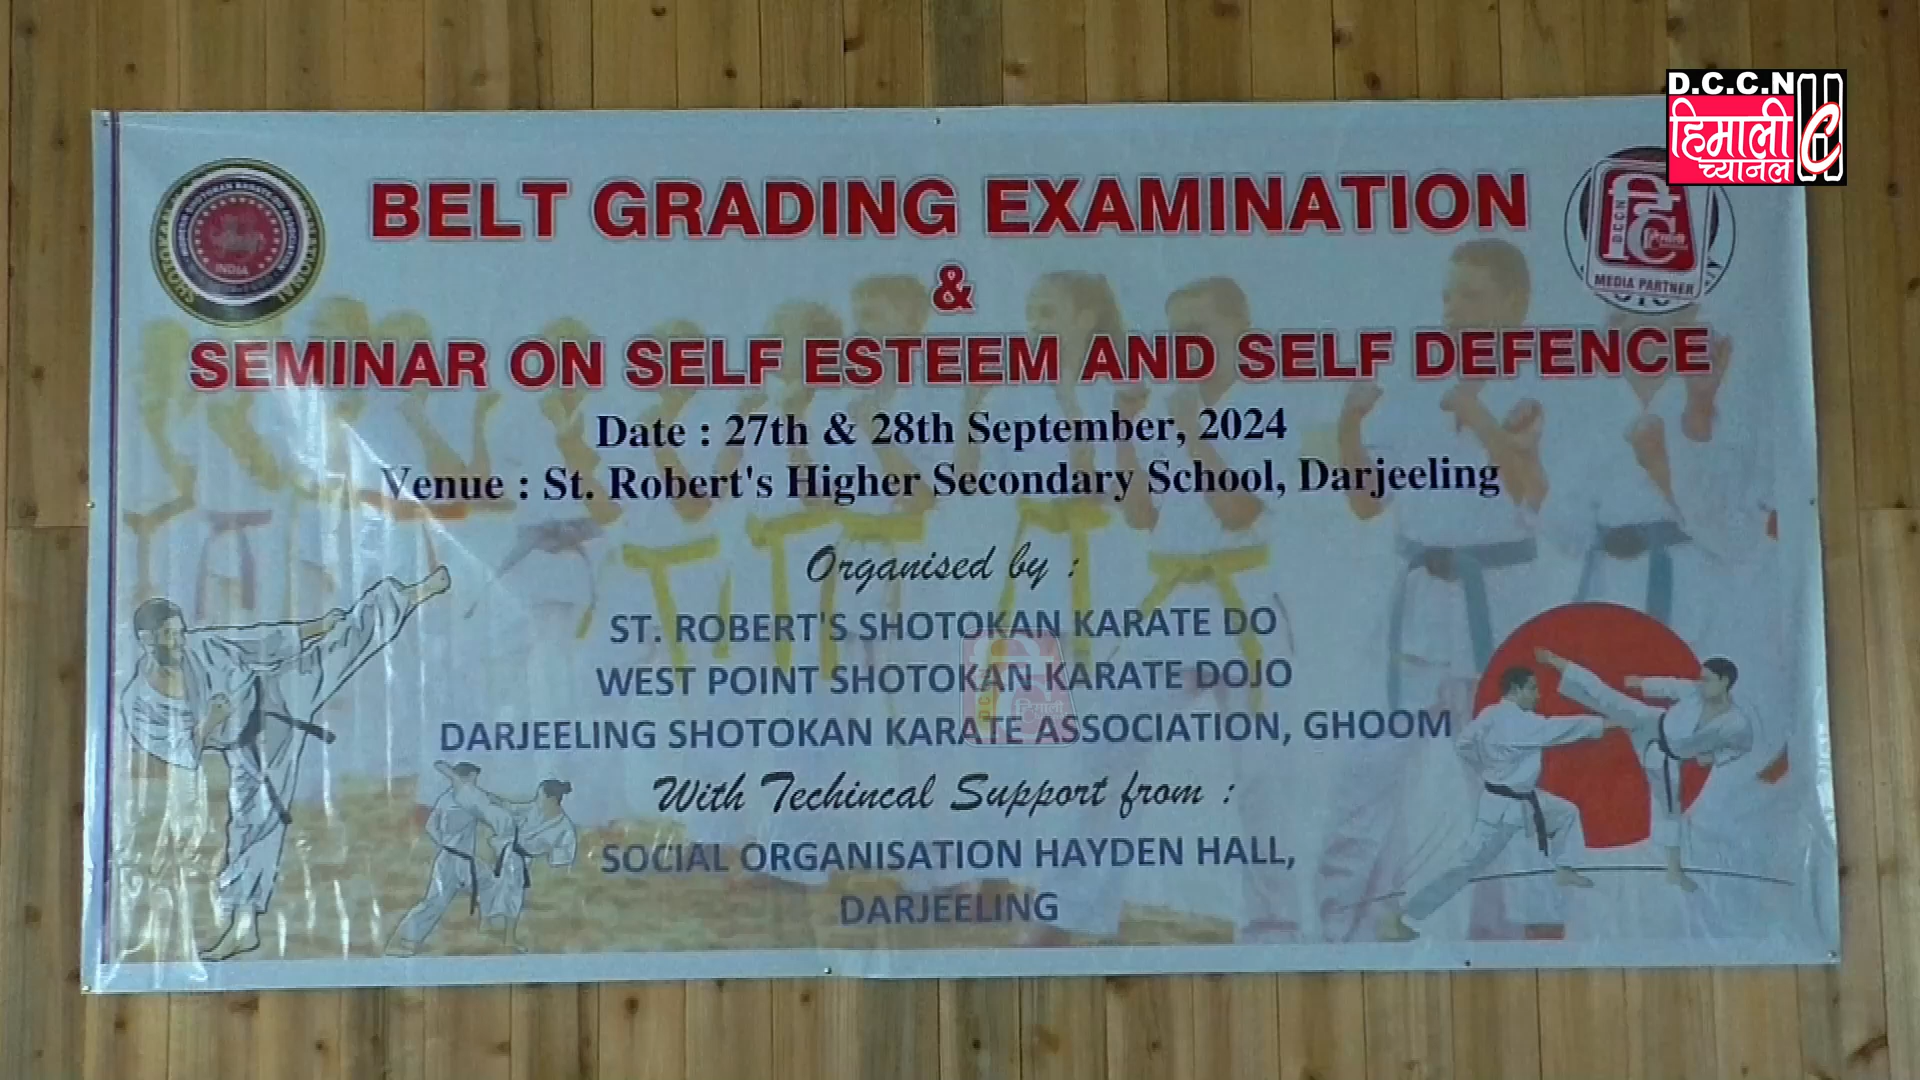 D.C.C.N
हिमाली
च्यानल
BELT GRADING EXAMINATION
&
SEMINAR ON SELF ESTEEM AND SELF DEFENCE
Date : 27th & 28th September, 2024
Venue : St. Robert's Higher Secondary School, Darjeeling
Organised by :
ST. ROBERT'S SHOTOKAN KARATE DO
WEST POINT SHOTOKAN KARATE DOJO
DARJEELING SHOTOKAN KARATE ASSOCIATION, GHOOM
With Techincal Support from :
SOCIAL ORGANISATION HAYDEN HALL,
DARJEELING
INDIA
DCCN
हिमाली
MEDIA PARTNER